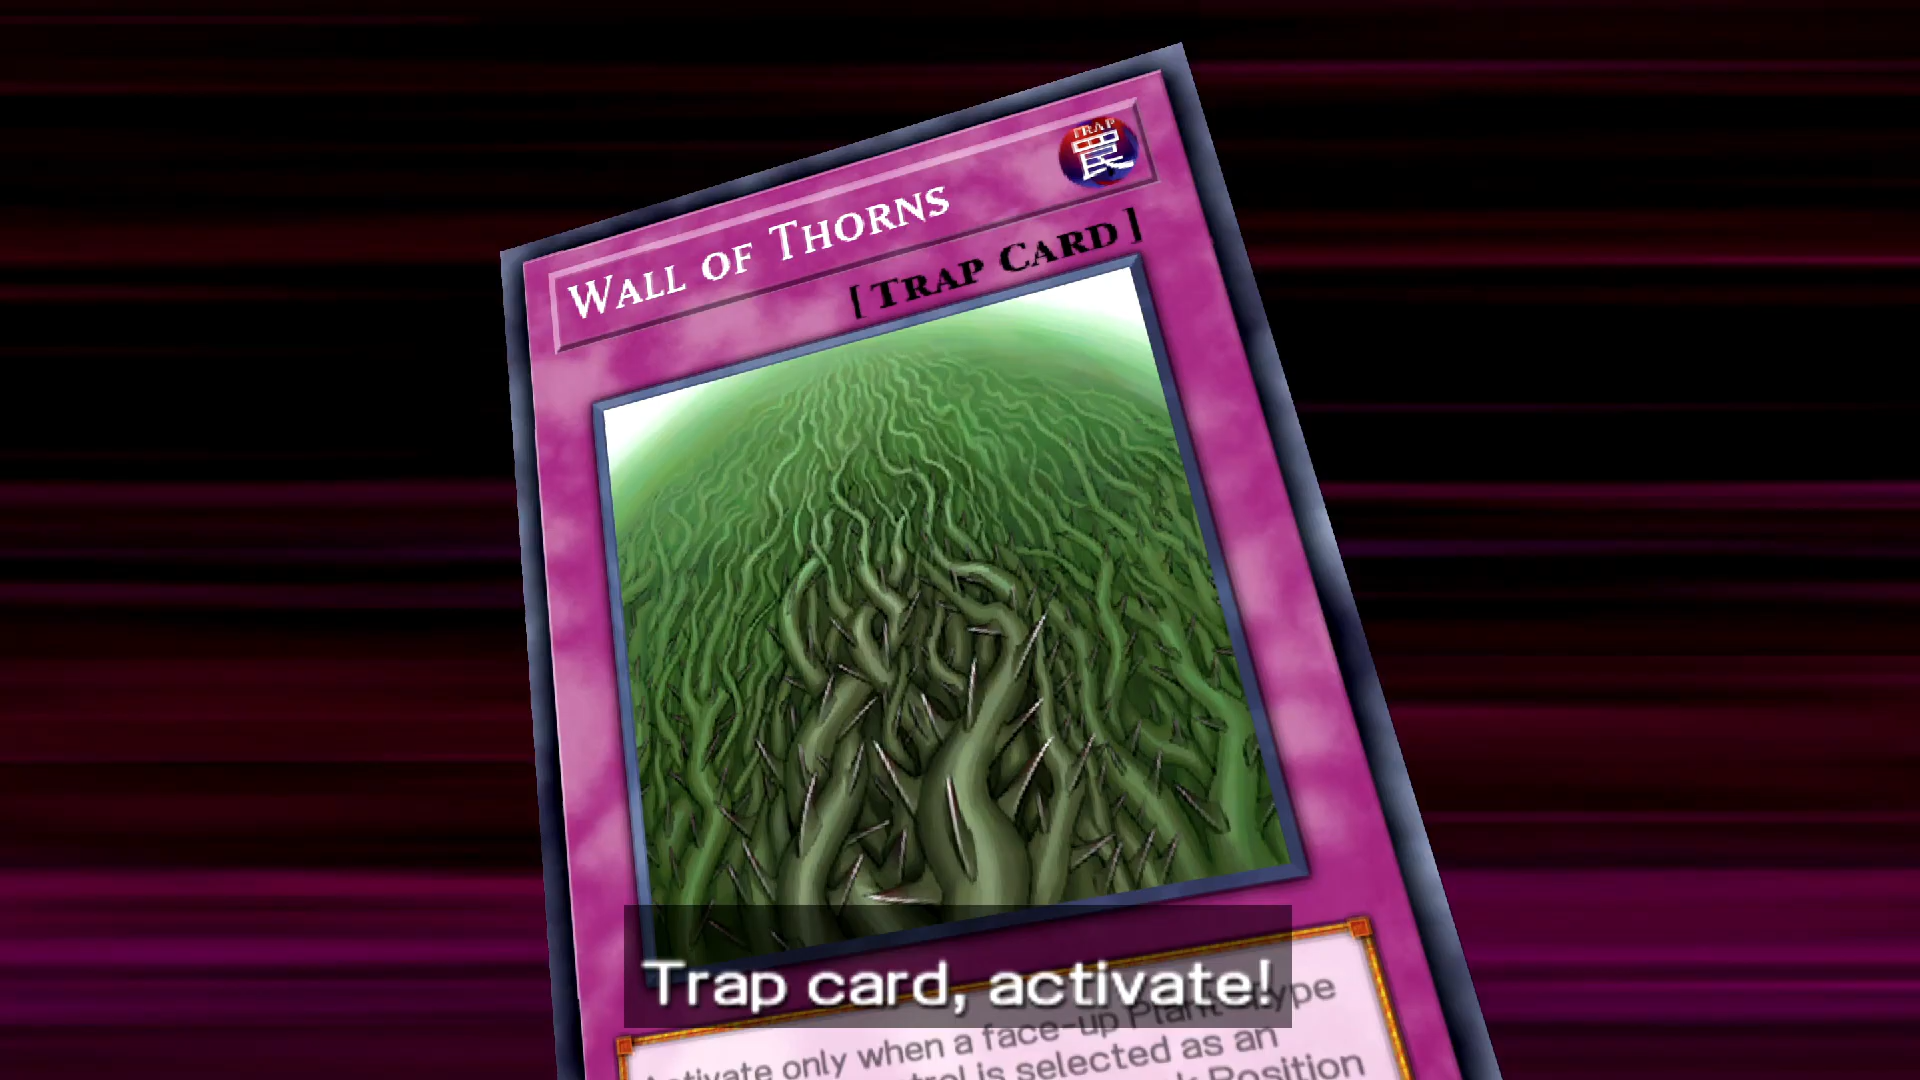 TRAP
罠
WALL OF THORNS
[ TRAP CARD ]
Trap card, activate!
Activate only when a face-up Plant-Type
is selected as an
Position